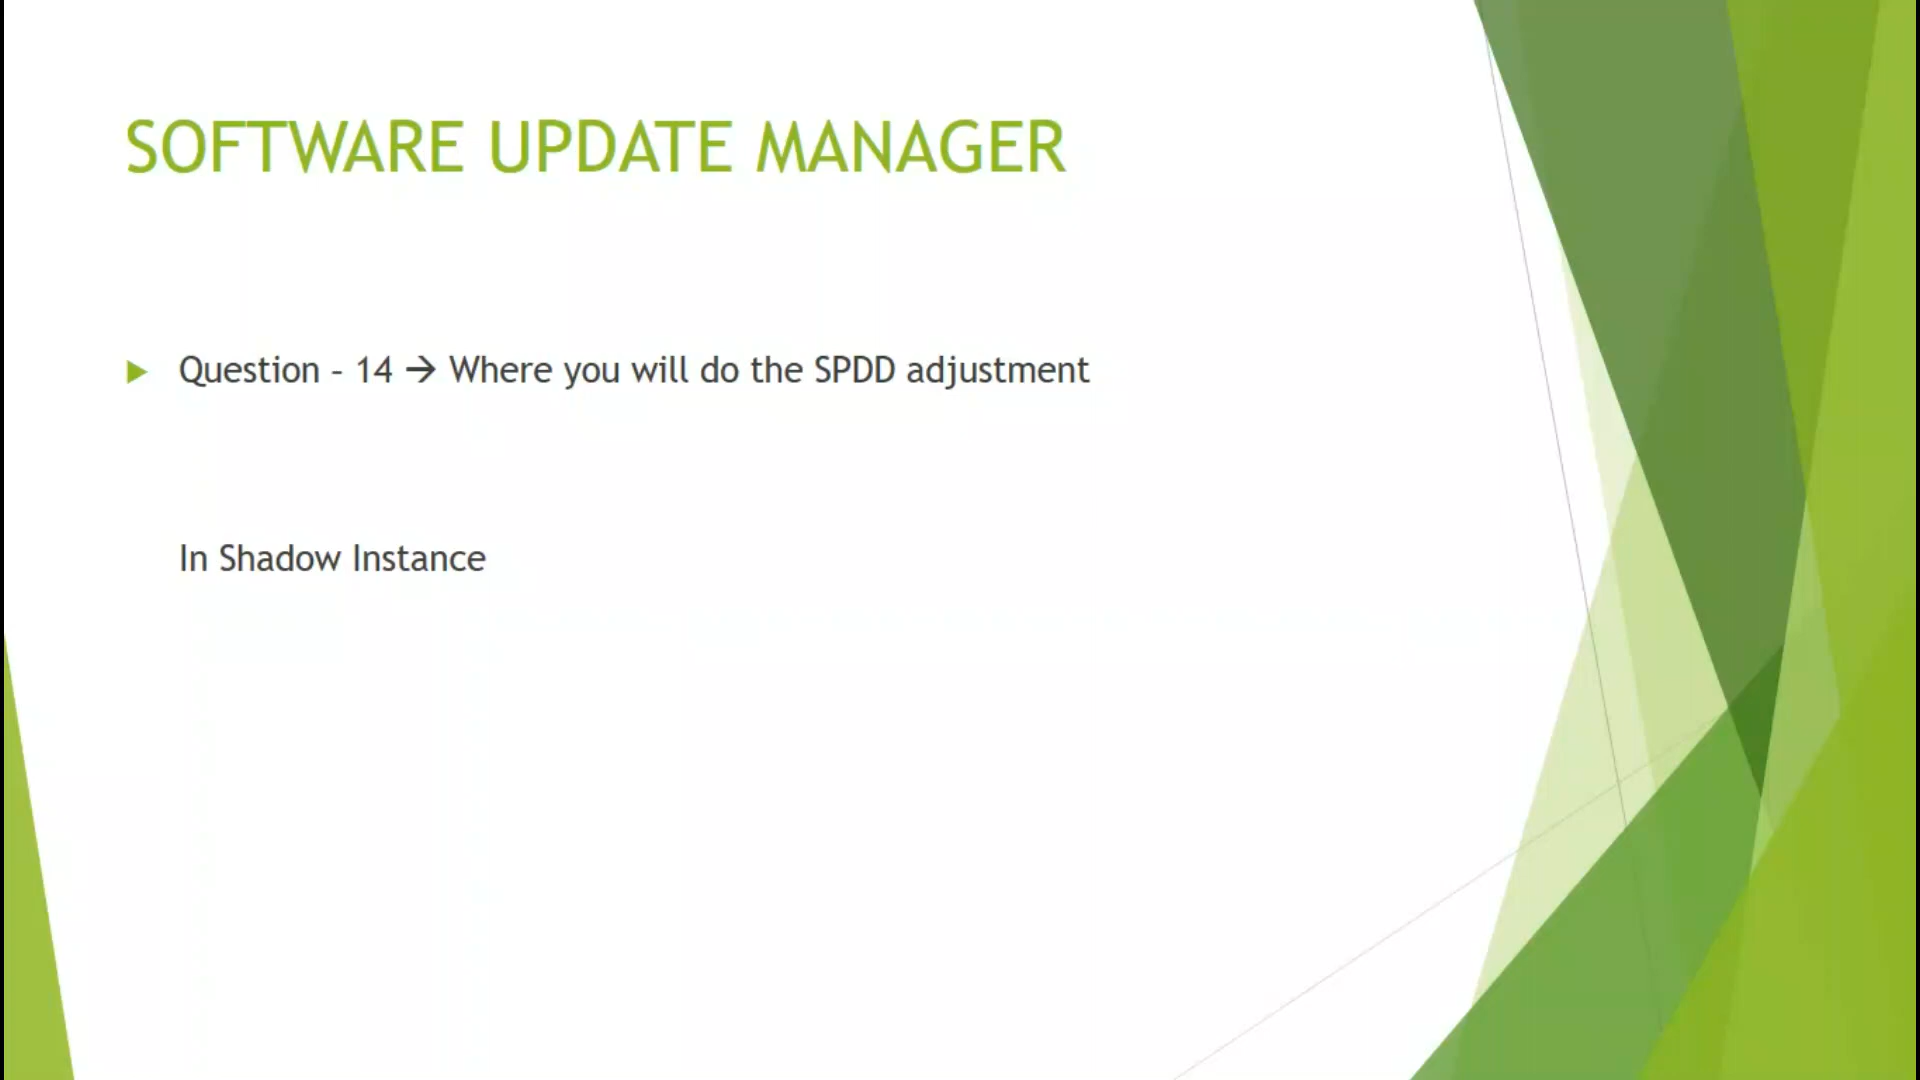 SOFTWARE UPDATE MANAGER
Question – 14 → Where you will do the SPDD adjustment
In Shadow Instance